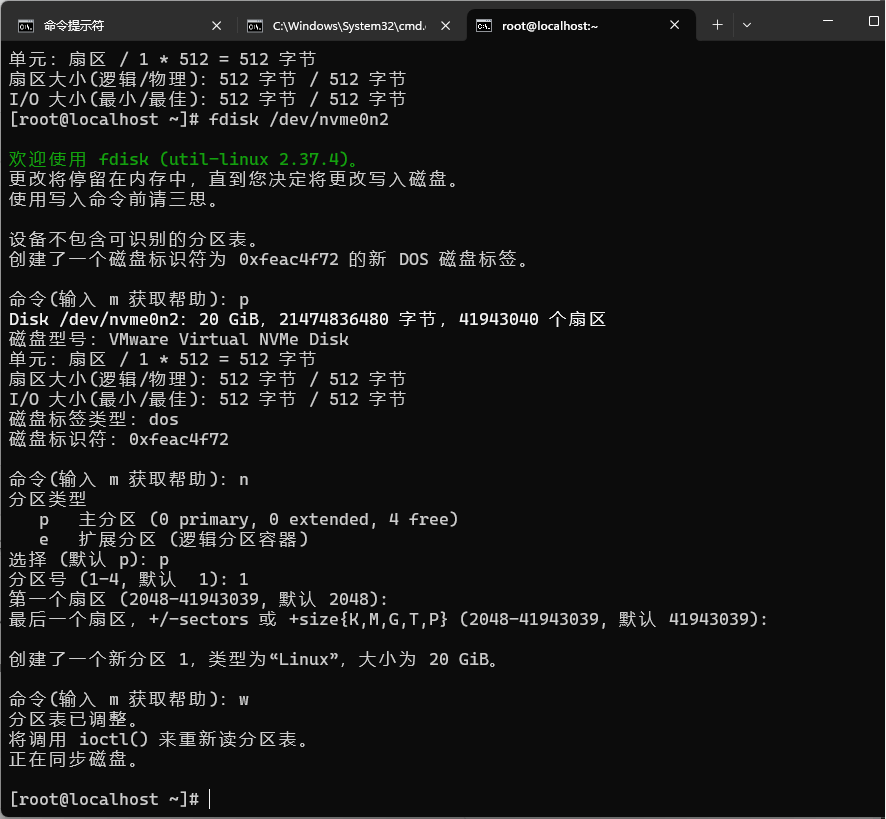 命令提示符
C:\Windows\System32\cmd.
root@localhost:~
单元：扇区 / 1 * 512 = 512 字节
扇区大小(逻辑/物理)：512 字节 / 512 字节
I/O 大小(最小/最佳)：512 字节 / 512 字节
[root@localhost ~]# fdisk /dev/nvme0n2
欢迎使用 fdisk (util-linux 2.37.4)。
更改将停留在内存中，直到您决定将更改写入磁盘。
使用写入命令前请三思。
设备不包含可识别的分区表。
创建了一个磁盘标识符为 0xfeac4f72 的新 DOS 磁盘标签。
命令(输入 m 获取帮助)：p
Disk /dev/nvme0n2：20 GiB，21474836480 字节，41943040 个扇区
磁盘型号：VMware Virtual NVMe Disk
单元：扇区 / 1 * 512 = 512 字节
扇区大小(逻辑/物理)：512 字节 / 512 字节
I/O 大小(最小/最佳)：512 字节 / 512 字节
磁盘标签类型：dos
磁盘标识符：0xfeac4f72
命令(输入 m 获取帮助)：n
分区类型
   p   主分区 (0 primary, 0 extended, 4 free)
   e   扩展分区 (逻辑分区容器)
选择 (默认 p)：p
分区号 (1-4, 默认  1): 1
第一个扇区 (2048-41943039, 默认 2048):
最后一个扇区，+/-sectors 或 +size{K,M,G,T,P} (2048-41943039, 默认 41943039):
创建了一个新分区 1，类型为“Linux”，大小为 20 GiB。
命令(输入 m 获取帮助)：w
分区表已调整。
将调用 ioctl() 来重新读分区表。
正在同步磁盘。
[root@localhost ~]#